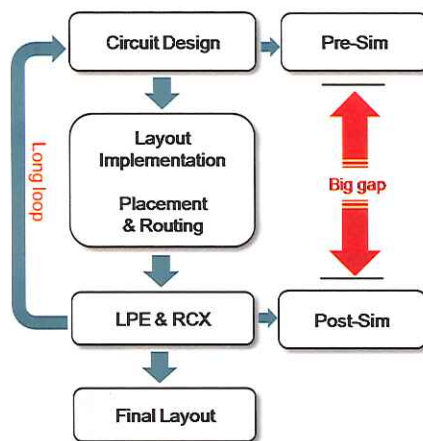 Circuit Design
Pre-Sim
Layout
Implementation
Placement
& Routing
Long loop
Big gap
LPE & RCX
Post-Sim
Final Layout